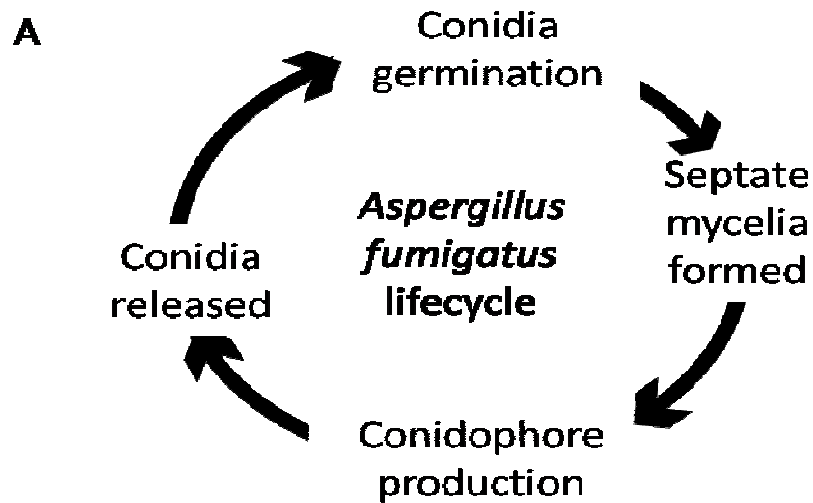 A
Conidia
germination
Septate
mycelia
formed
Aspergillus
fumigatus
lifecycle
Conidia
released
Conidophore
production